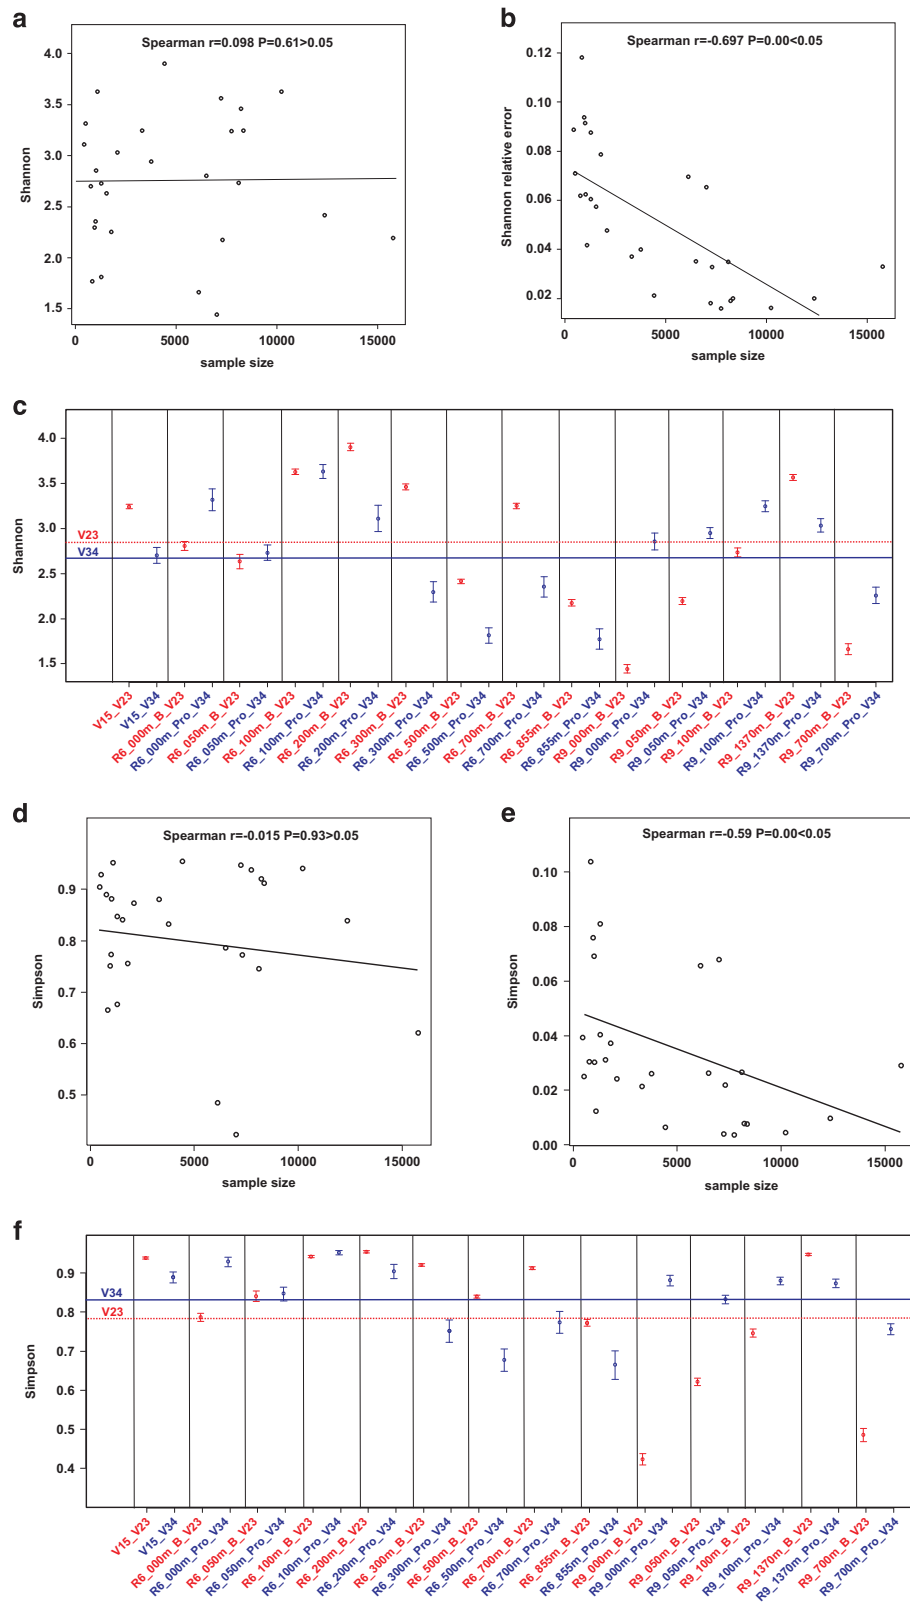 a
Spearman r=0.098 P=0.61>0.05
4.0
3.5
3.0
2.5
2.0
1.5
Shannon
0 5000 10000 15000
sample size
b
Spearman r=-0.697 P=0.00<0.05
0.12
0.10
0.08
0.06
0.04
0.02
Shannon relative error
0 5000 10000 15000
sample size
c
4.0
3.5
3.0
2.5
2.0
1.5
Shannon
V23
V34
V15_V23
V15_V34
R6_000m_B_V23
R6_000m_Pro_V34
R6_050m_B_V23
R6_050m_Pro_V34
R6_100m_B_V23
R6_100m_Pro_V34
R6_200m_B_V23
R6_200m_Pro_V34
R6_300m_B_V23
R6_300m_Pro_V34
R6_500m_B_V23
R6_500m_Pro_V34
R6_700m_B_V23
R6_700m_Pro_V34
R6_855m_B_V23
R6_855m_Pro_V34
R9_000m_B_V23
R9_000m_Pro_V34
R9_050m_B_V23
R9_050m_Pro_V34
R9_100m_B_V23
R9_100m_Pro_V34
R9_1370m_B_V23
R9_1370m_Pro_V34
R9_700m_B_V23
R9_700m_Pro_V34
d
Spearman r=-0.015 P=0.93>0.05
0.9
0.8
0.7
0.6
0.5
Simpson
0 5000 10000 15000
sample size
e
Spearman r=-0.59 P=0.00<0.05
0.10
0.08
0.06
0.04
0.02
0.00
Simpson
0 5000 10000 15000
sample size
f
0.9
0.8
0.7
0.6
0.5
0.4
Simpson
V34
V23
V15_V23
V15_V34
R6_000m_B_V23
R6_000m_Pro_V34
R6_050m_B_V23
R6_050m_Pro_V34
R6_100m_B_V23
R6_100m_Pro_V34
R6_200m_B_V23
R6_200m_Pro_V34
R6_300m_B_V23
R6_300m_Pro_V34
R6_500m_B_V23
R6_500m_Pro_V34
R6_700m_B_V23
R6_700m_Pro_V34
R6_855m_B_V23
R6_855m_Pro_V34
R9_000m_B_V23
R9_000m_Pro_V34
R9_050m_B_V23
R9_050m_Pro_V34
R9_100m_B_V23
R9_100m_Pro_V34
R9_1370m_B_V23
R9_1370m_Pro_V34
R9_700m_B_V23
R9_700m_Pro_V34